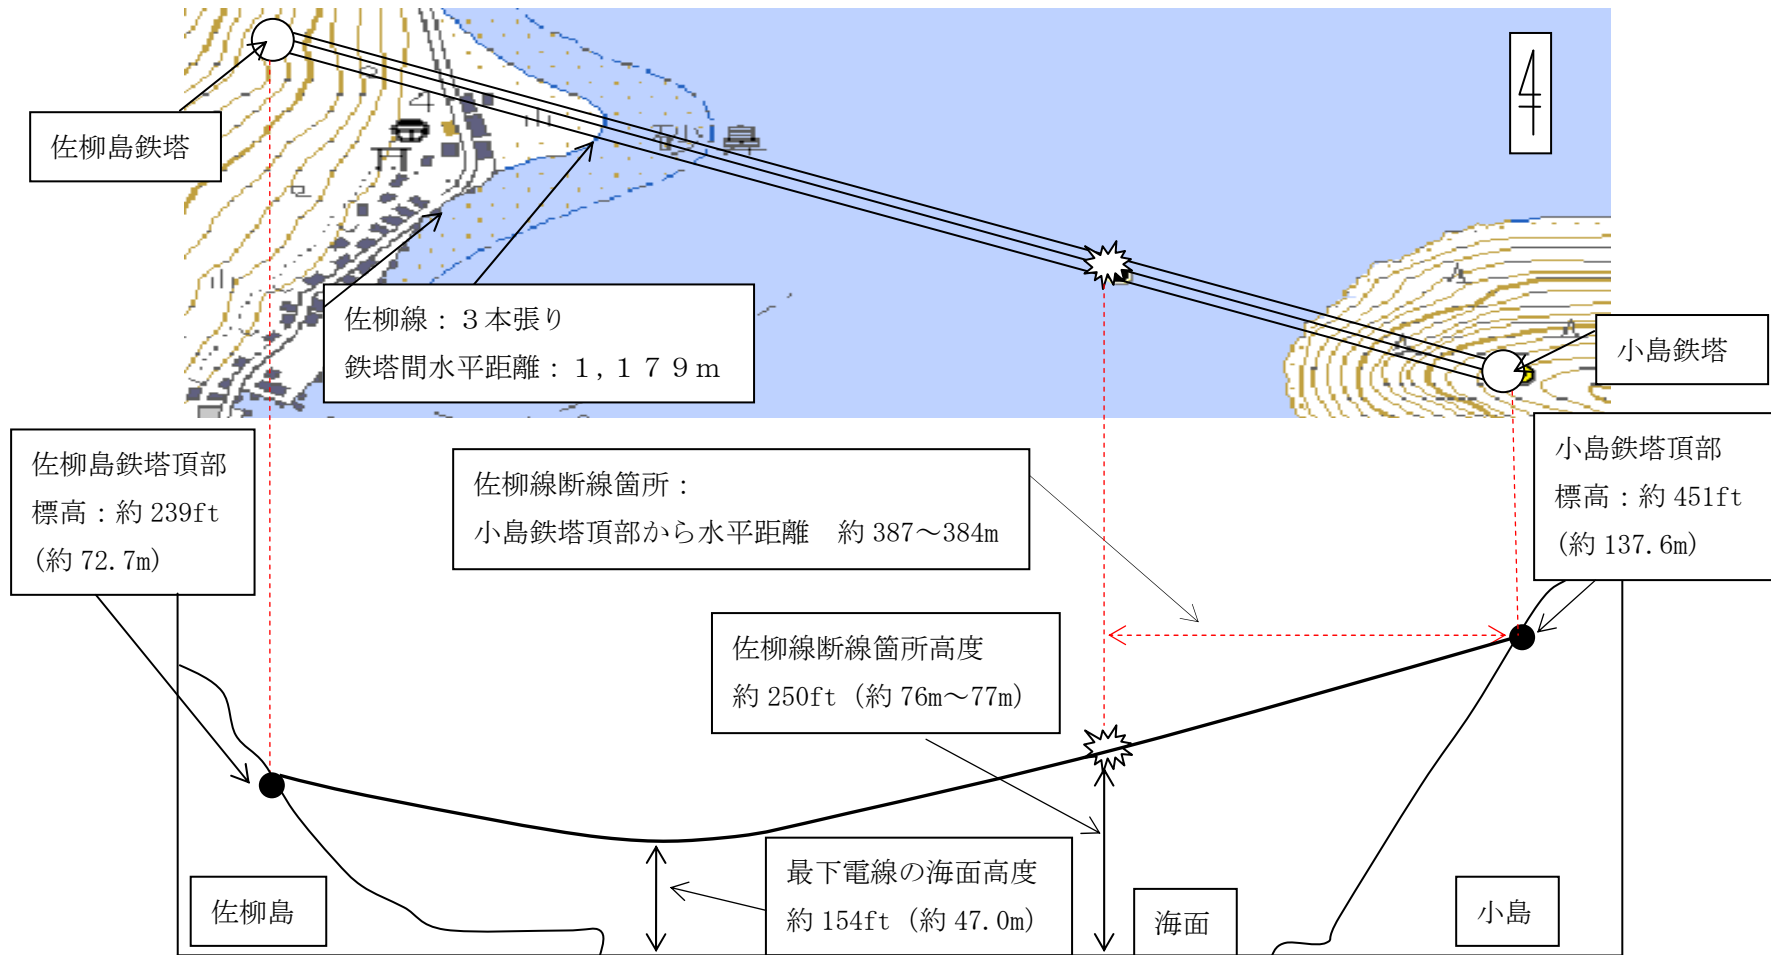 佐柳島鉄塔
砂鼻
佐柳線：３本張り
鉄塔間水平距離：１,１７９ｍ
小島鉄塔
佐柳島鉄塔頂部
標高：約 239ft
(約 72.7m)
佐柳線断線箇所：
小島鉄塔頂部から水平距離　約 387～384m
小島鉄塔頂部
標高：約 451ft
(約 137.6m)
佐柳線断線箇所高度
約 250ft (約 76m～77m)
最下電線の海面高度
約 154ft (約 47.0m)
佐柳島
海面
小島